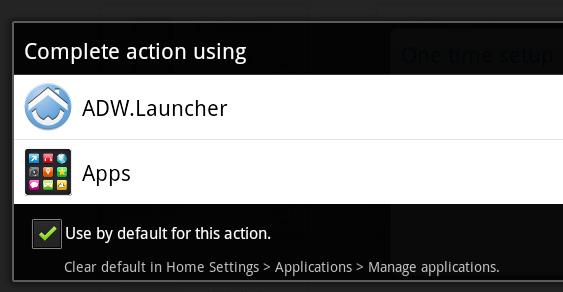 Complete action using
One time setup
ADW.Launcher
Apps
Use by default for this action.
Clear default in Home Settings > Applications > Manage applications.